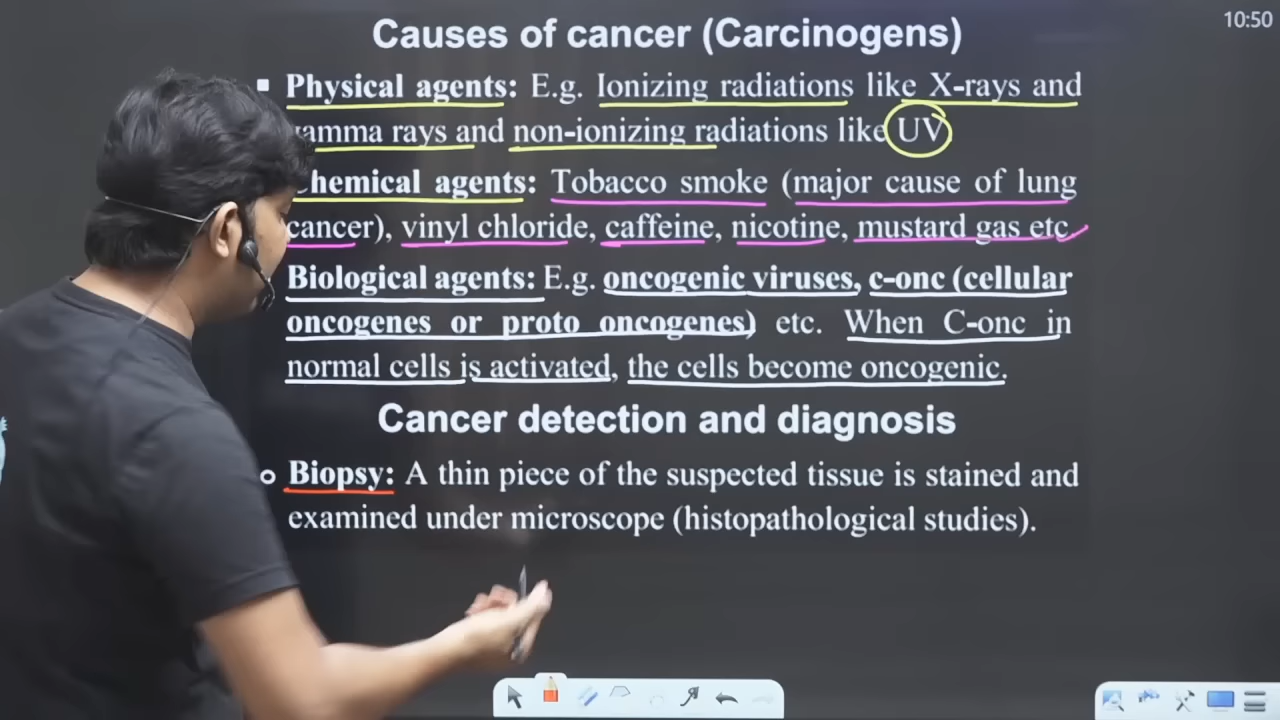 10:50
Causes of cancer (Carcinogens)
Physical agents: E.g. Ionizing radiations like X-rays and
gamma rays and non-ionizing radiations like UV
Chemical agents: Tobacco smoke (major cause of lung
cancer), vinyl chloride, caffeine, nicotine, mustard gas etc.
Biological agents: E.g. oncogenic viruses, c-onc (cellular
oncogenes or proto oncogenes) etc. When C-onc in
normal cells is activated, the cells become oncogenic.
Cancer detection and diagnosis
Biopsy: A thin piece of the suspected tissue is stained and
examined under microscope (histopathological studies).